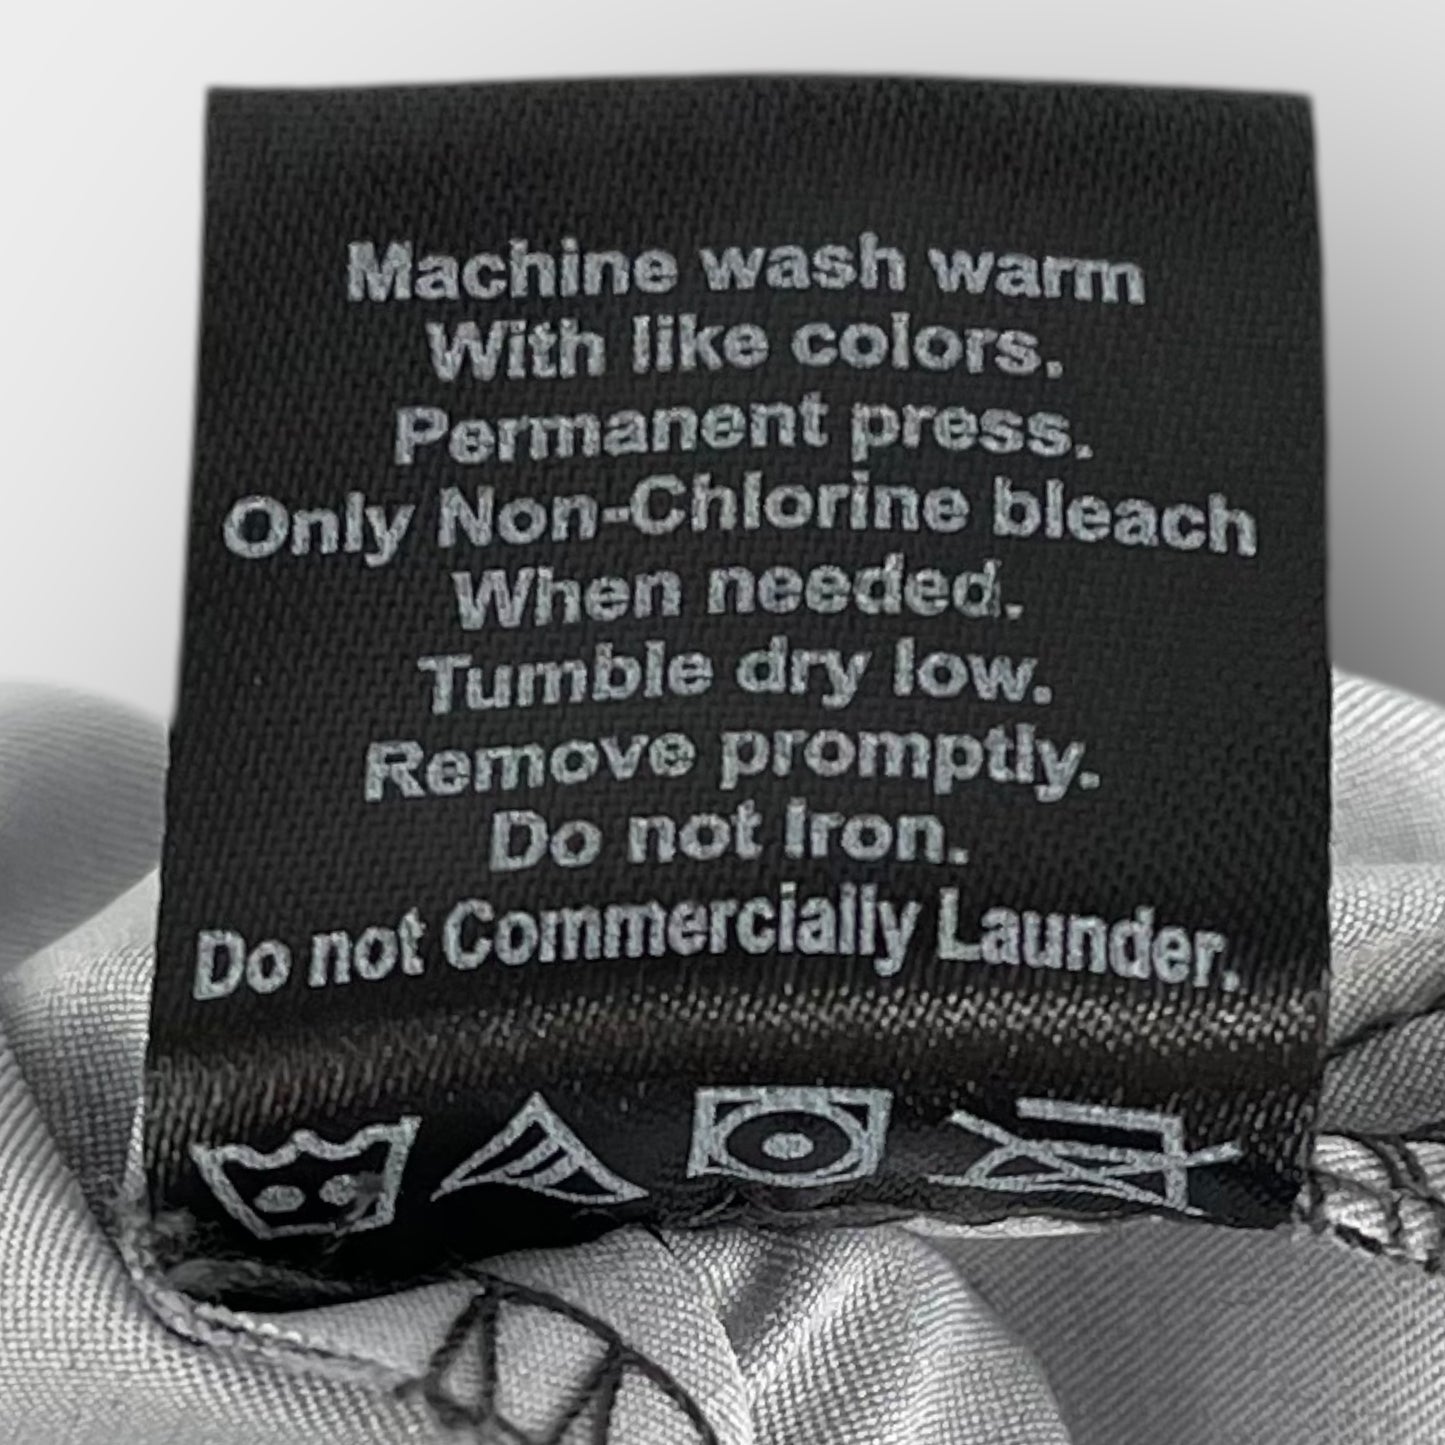 Machine wash warm
With like colors.
Permanent press.
Only Non-Chlorine bleach
When needed.
Tumble dry low.
Remove promptly.
Do not Iron.
Do not Commercially Launder.